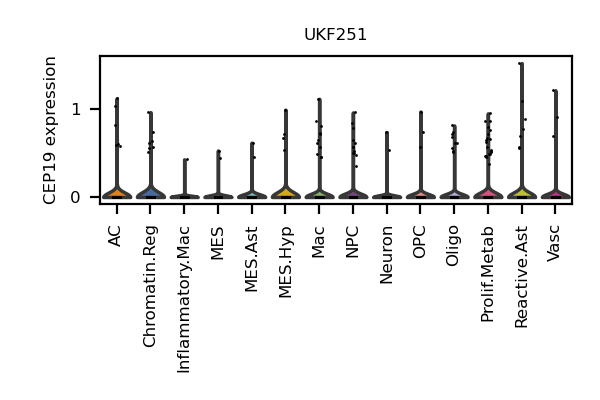 UKF251
CEP19 expression
1
0
AC
Chromatin.Reg
Inflammatory.Mac
MES
MES.Ast
MES.Hyp
Mac
NPC
Neuron
OPC
Oligo
Prolif.Metab
Reactive.Ast
Vasc